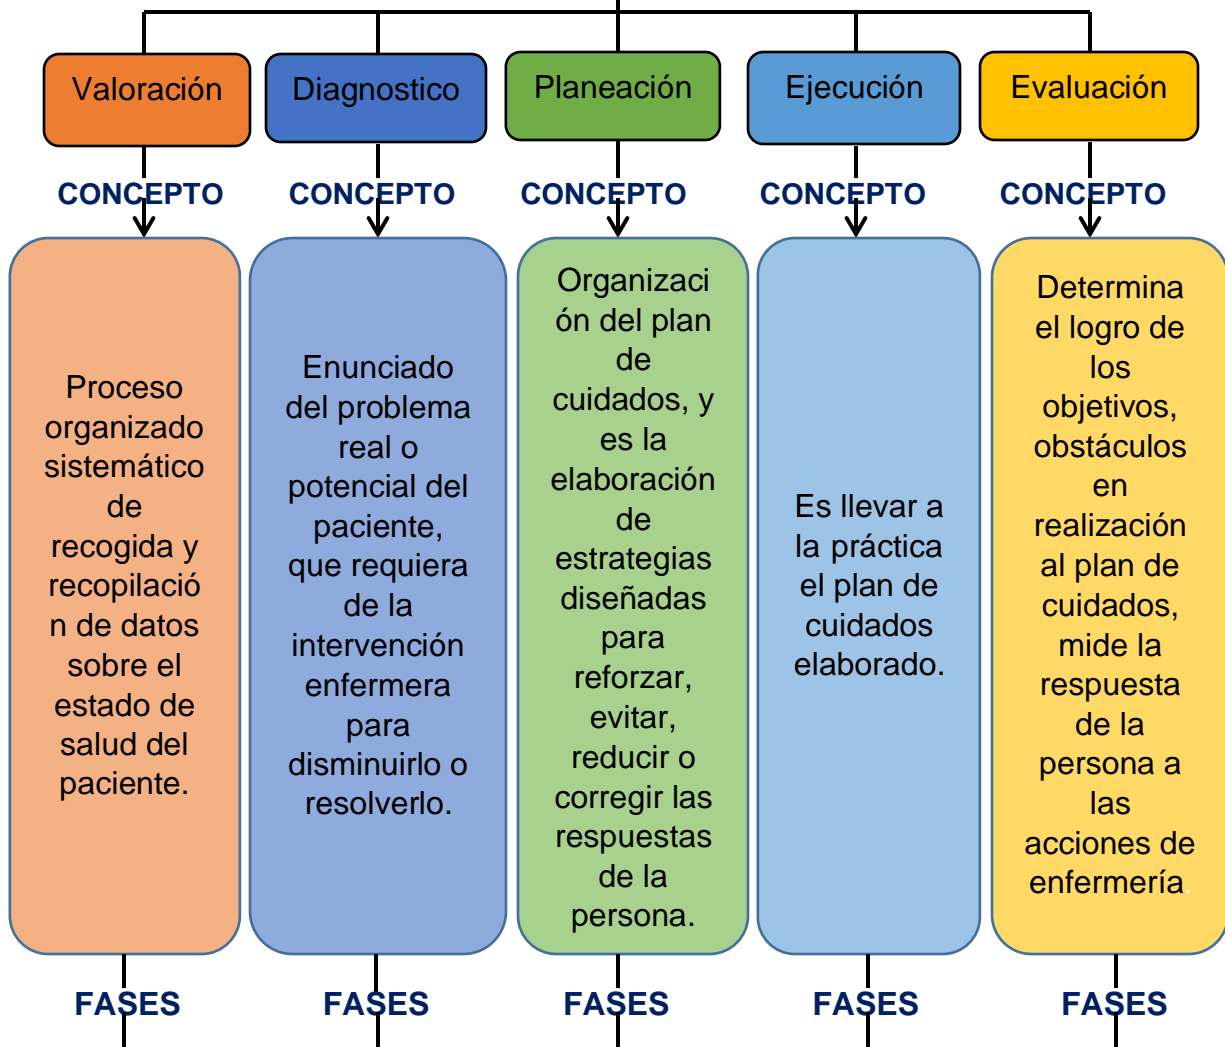 Valoración
Diagnostico
Planeación
Ejecución
Evaluación
CONCEPTO
CONCEPTO
CONCEPTO
CONCEPTO
CONCEPTO
Proceso
organizado
sistemático
de
recogida y
recopilació
n de datos
sobre el
estado de
salud del
paciente.
Enunciado
del problema
real o
potencial del
paciente,
que requiera
de la
intervención
enfermera
para
disminuirlo o
resolverlo.
Organizaci
ón del plan
de
cuidados, y
es la
elaboración
de
estrategias
diseñadas
para
reforzar,
evitar,
reducir o
corregir las
respuestas
de la
persona.
Es llevar a
la práctica
el plan de
cuidados
elaborado.
Determina
el logro de
los
objetivos,
obstáculos
en
realización
al plan de
cuidados,
mide la
respuesta
de la
persona a
las
acciones de
enfermería.
FASES
FASES
FASES
FASES
FASES